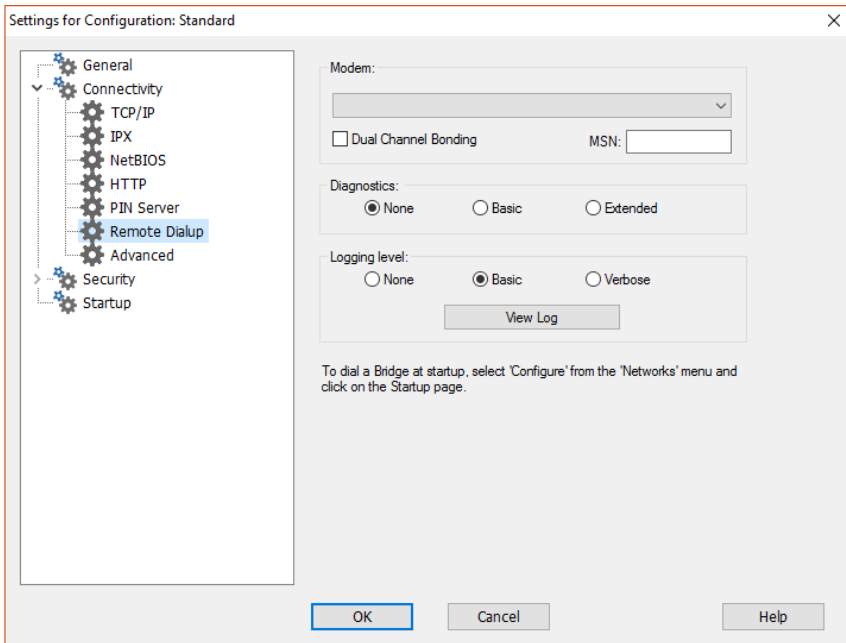 Settings for Configuration: Standard
General
Connectivity
TCP/IP
IPX
NetBIOS
HTTP
PIN Server
Remote Dialup
Advanced
Security
Startup
Modem:
Dual Channel Bonding MSN:
Diagnostics:
None Basic Extended
Logging level:
None Basic Verbose
View Log
To dial a Bridge at startup, select 'Configure' from the 'Networks' menu and
click on the Startup page.
OK Cancel Help